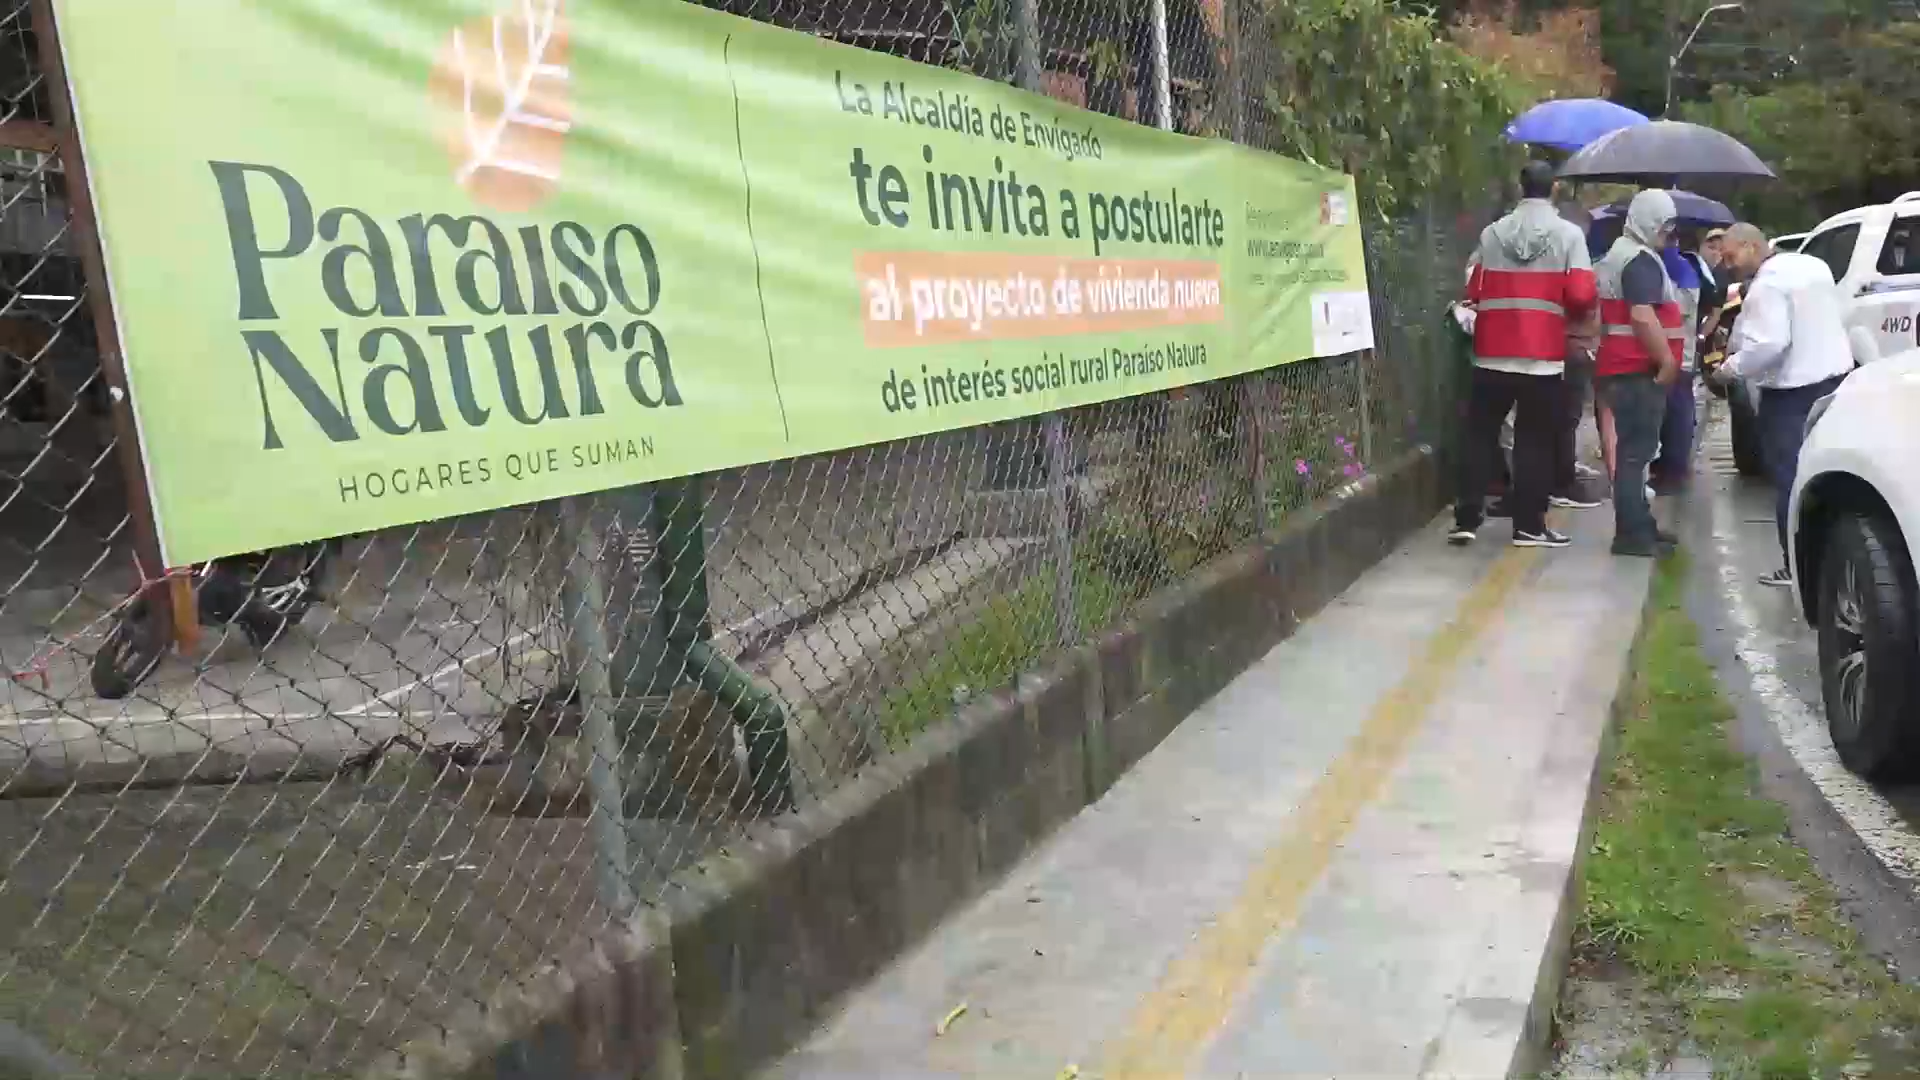 Paraíso
Natura
HOGARES QUE SUMAN
La Alcaldía de Envigado
te invita a postularte
al proyecto de vivienda nueva
de interés social rural Paraíso Natura
4WD